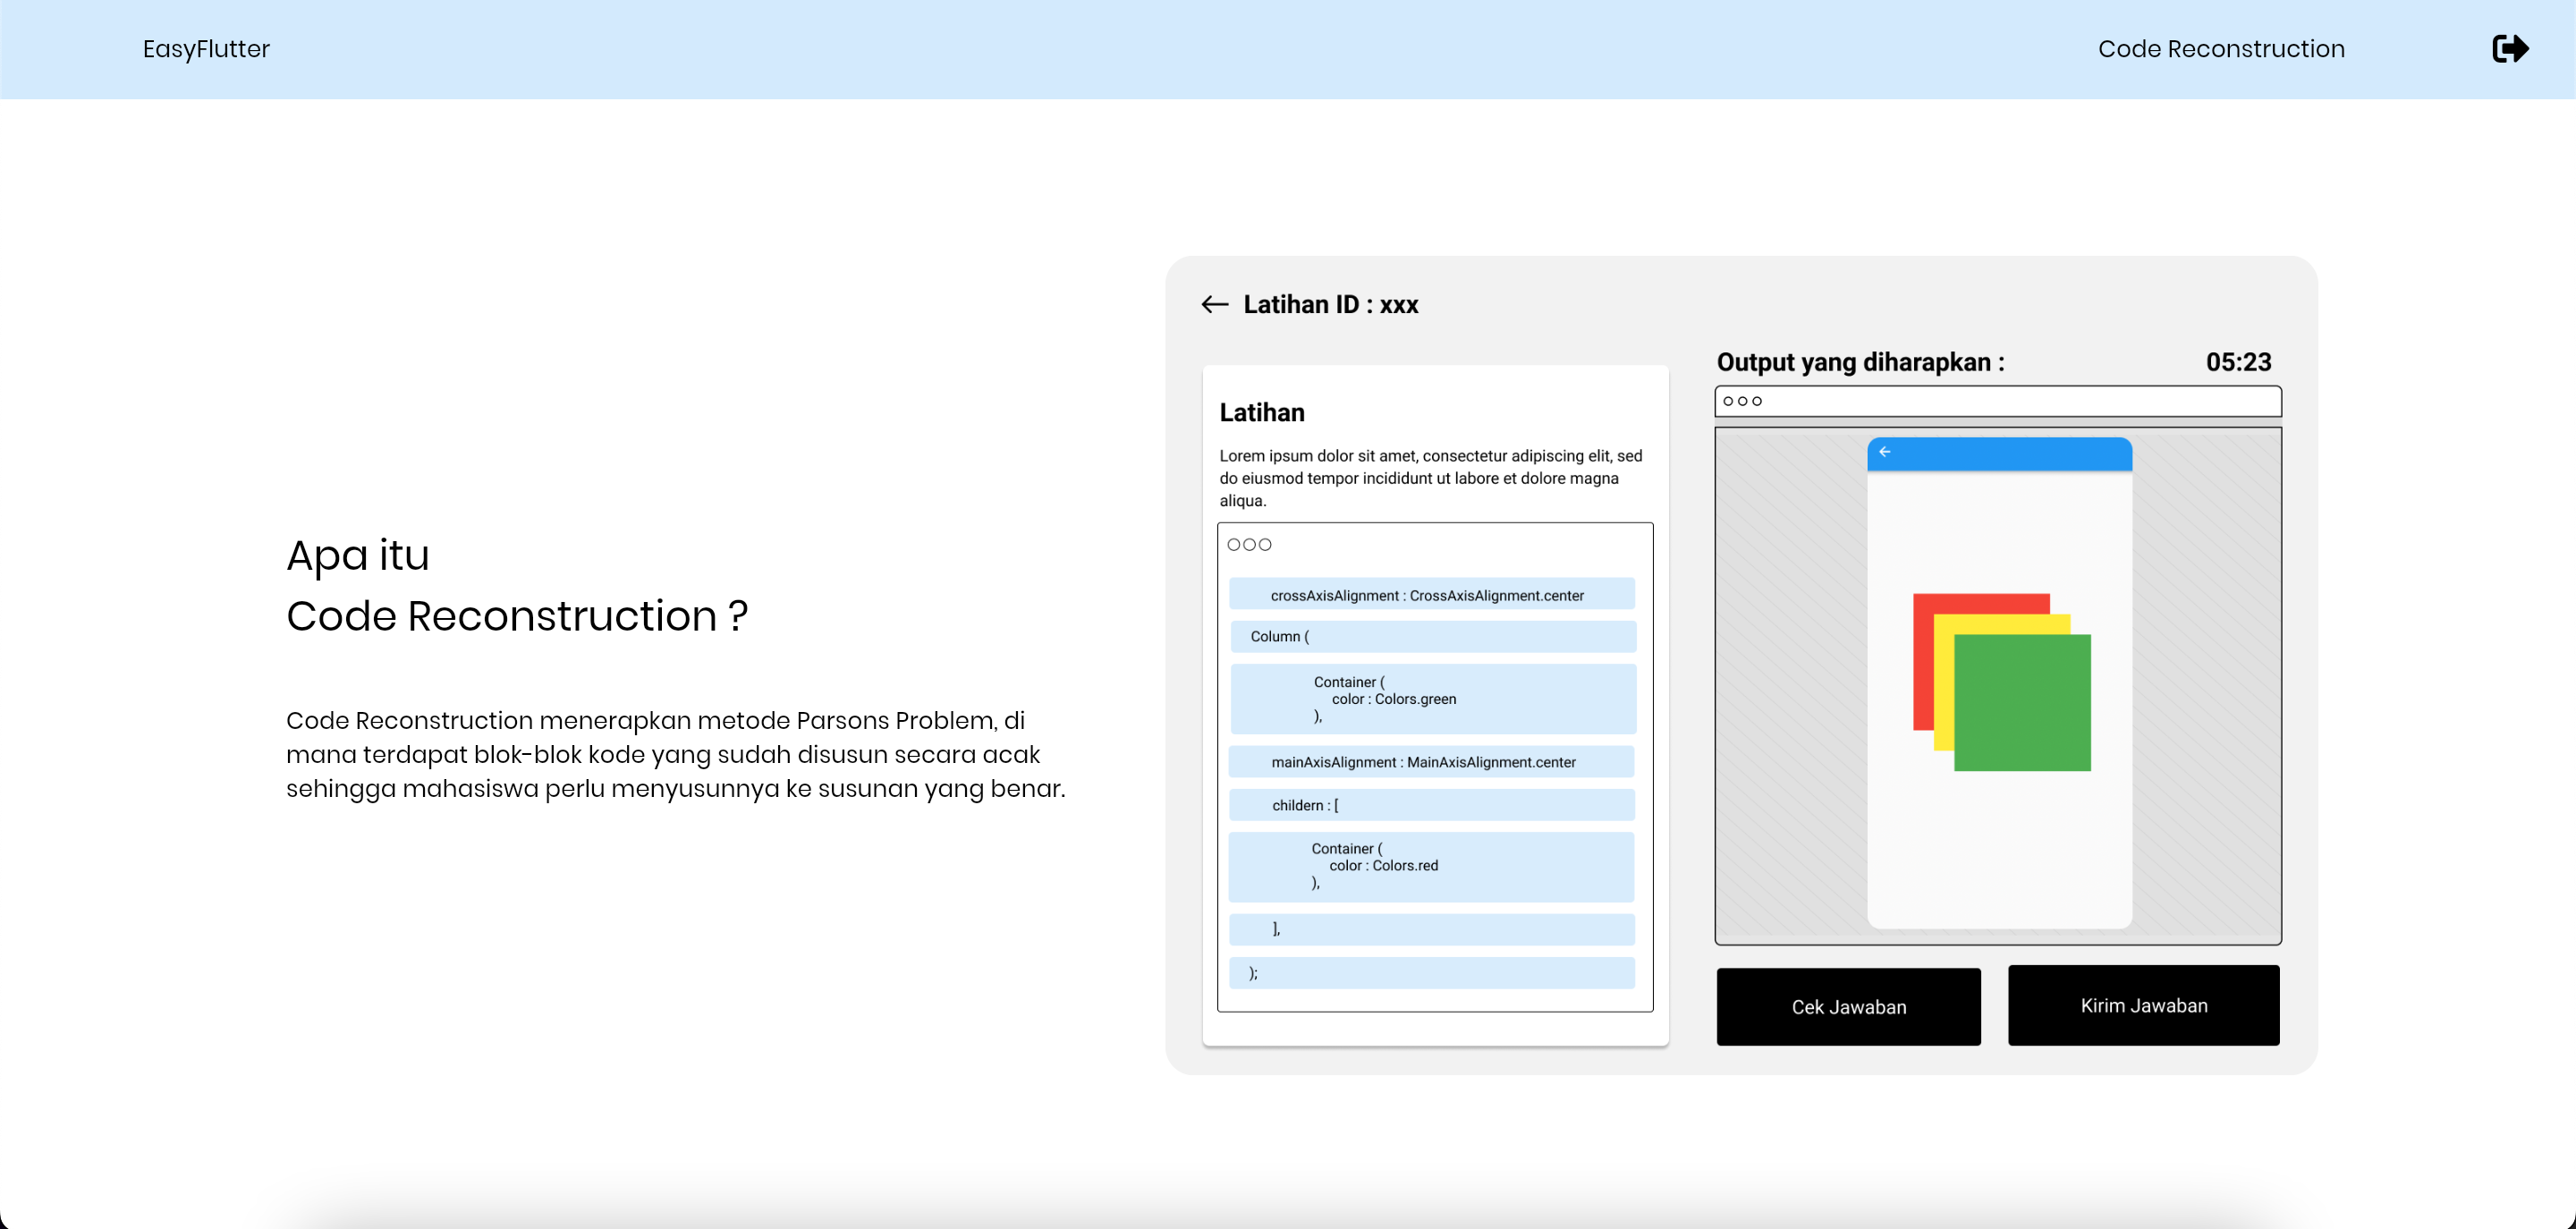 EasyFlutter
Code Reconstruction
Apa itu
Code Reconstruction ?
Code Reconstruction menerapkan metode Parsons Problem, di
mana terdapat blok-blok kode yang sudah disusun secara acak
sehingga mahasiswa perlu menyusunnya ke susunan yang benar.
Latihan ID : xxx
Latihan
Lorem ipsum dolor sit amet, consectetur adipiscing elit, sed
do eiusmod tempor incididunt ut labore et dolore magna
aliqua.
crossAxisAlignment : CrossAxisAlignment.center
Column (
Container (
color : Colors.green
),
mainAxisAlignment : MainAxisAlignment.center
childern : [
Container (
color : Colors.red
),
],
);
Output yang diharapkan :
05:23
Cek Jawaban
Kirim Jawaban